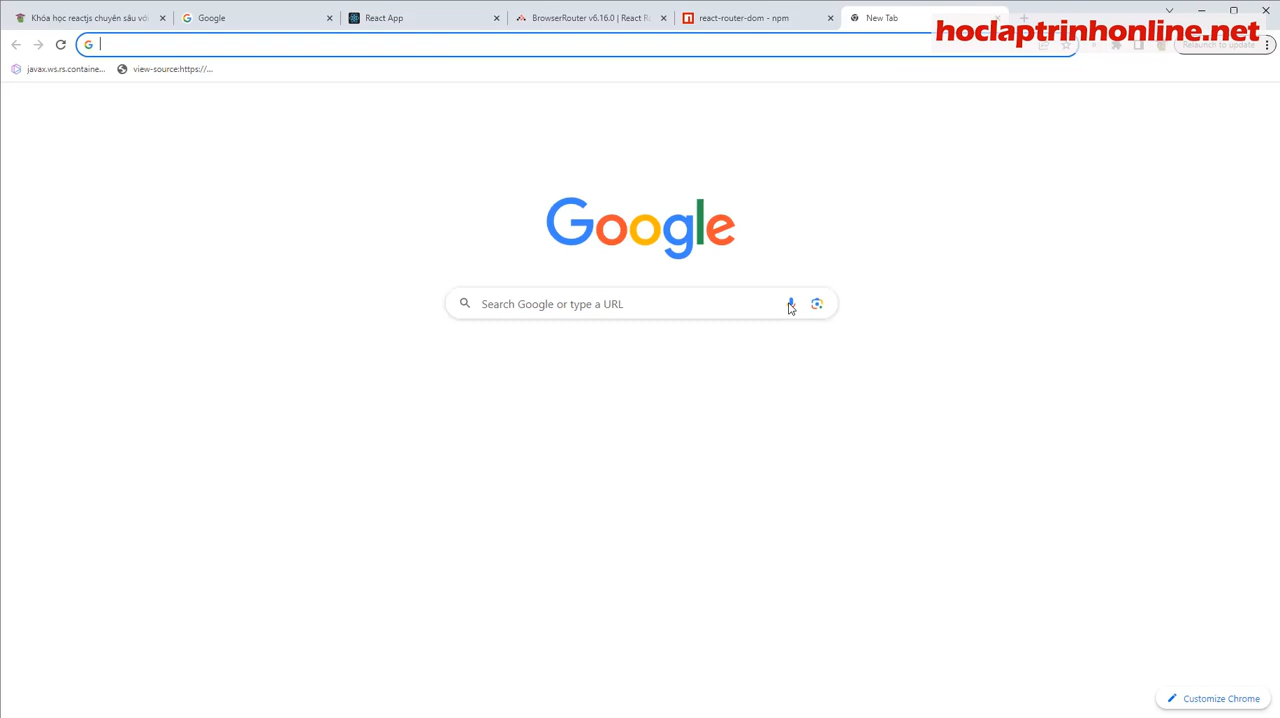 Khóa học reactjs chuyên sâu với
Google
React App
BrowserRouter v6.16.0 | React R
react-router-dom - npm
New Tab
hoclaptrinhonline.net
Relaunch to update
javax.ws.rs.containe...
view-source:https://...
Google
Search Google or type a URL
Customize Chrome